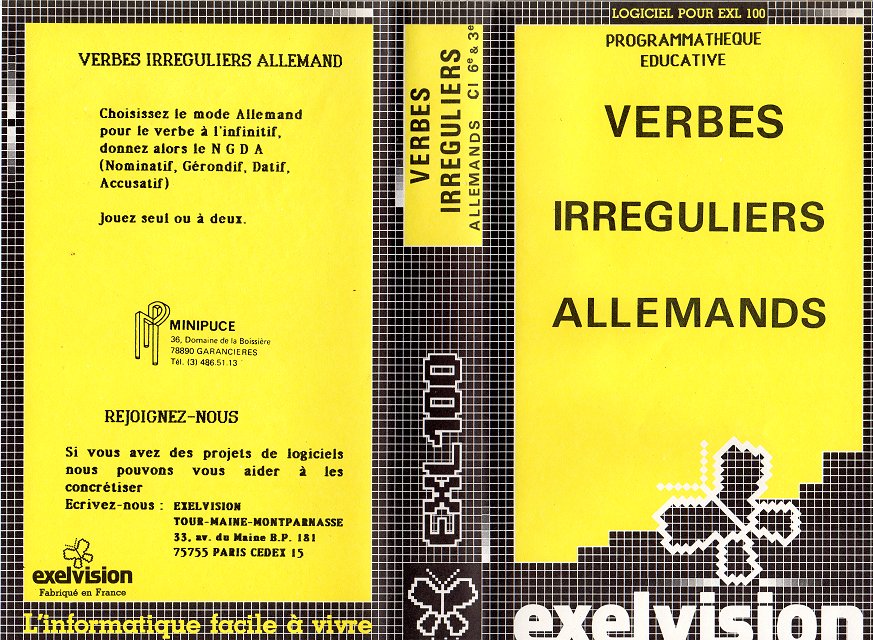 VERBES IRREGULIERS ALLEMAND
Choisissez le mode Allemand
pour le verbe à l'infinitif,
donnez alors le N G D A
(Nominatif, Gérondif, Datif,
Accusatif)
Jouez seul ou à deux.
MINIPUCE
36, Domaine de la Boissière
78890 GARANCIERES
Tél. (3) 486.51.13
REJOIGNEZ-NOUS
Si vous avez des projets de logiciels
nous pouvons vous aider à les
concrétiser
Ecrivez-nous : EXELVISION
TOUR-MAINE-MONTPARNASSE
33, av. du Maine B.P. 181
75755 PARIS CEDEX 15
exelvision
Fabriqué en France
L'informatique facile à vivre
VERBES
IRREGULIERS
ALLEMANDS Cl 6e & 3e
EXL100
LOGICIEL POUR EXL 100
PROGRAMMATHEQUE
EDUCATIVE
VERBES
IRREGULIERS
ALLEMANDS
exelvision